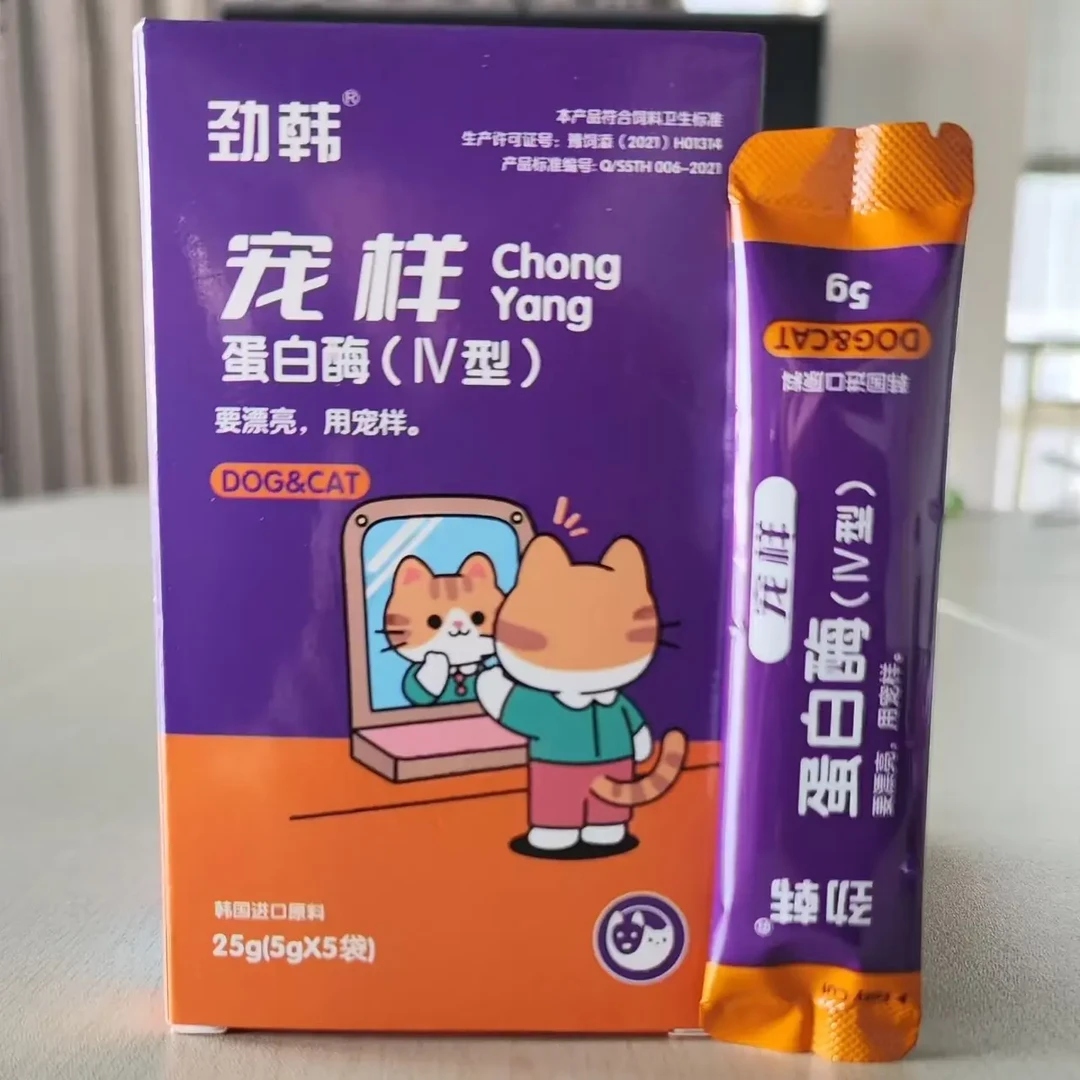 劲韩®
本产品符合饲料卫生标准
生产许可证号：豫饲添（2021）H01314
产品标准编号: Q/SSTH 006-2021
宠样 Chong Yang
蛋白酶（Ⅳ型）
要漂亮，用宠样。
DOG&CAT
韩国进口原料
25g(5gX5袋)
5g
DOG&CAT
韩国进口原料
宠样
蛋白酶（Ⅳ型）
要漂亮，用宠样。
劲韩®
Easy Cut